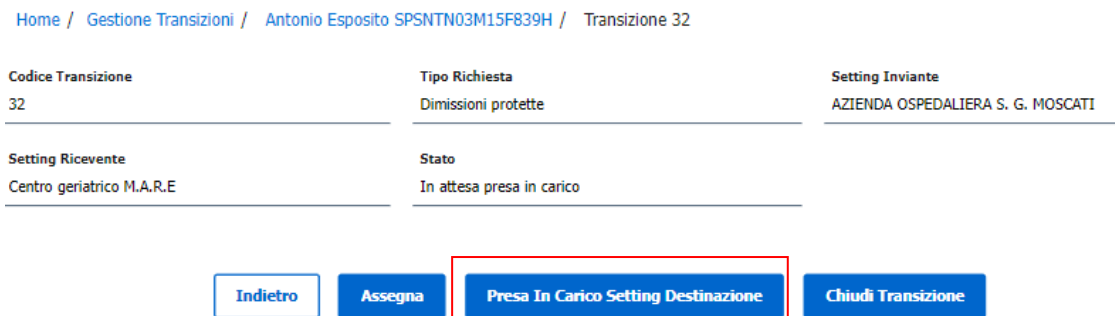 Home / Gestione Transizioni / Antonio Esposito SPSNTN03M15F839H / Transizione 32
Codice Transizione Tipo Richiesta Setting Inviante
32 Dimissioni protette AZIENDA OSPEDALIERA S. G. MOSCATI
Setting Ricevente Stato
Centro geriatrico M.A.R.E In attesa presa in carico
Indietro Assegna Presa In Carico Setting Destinazione Chiudi Transizione